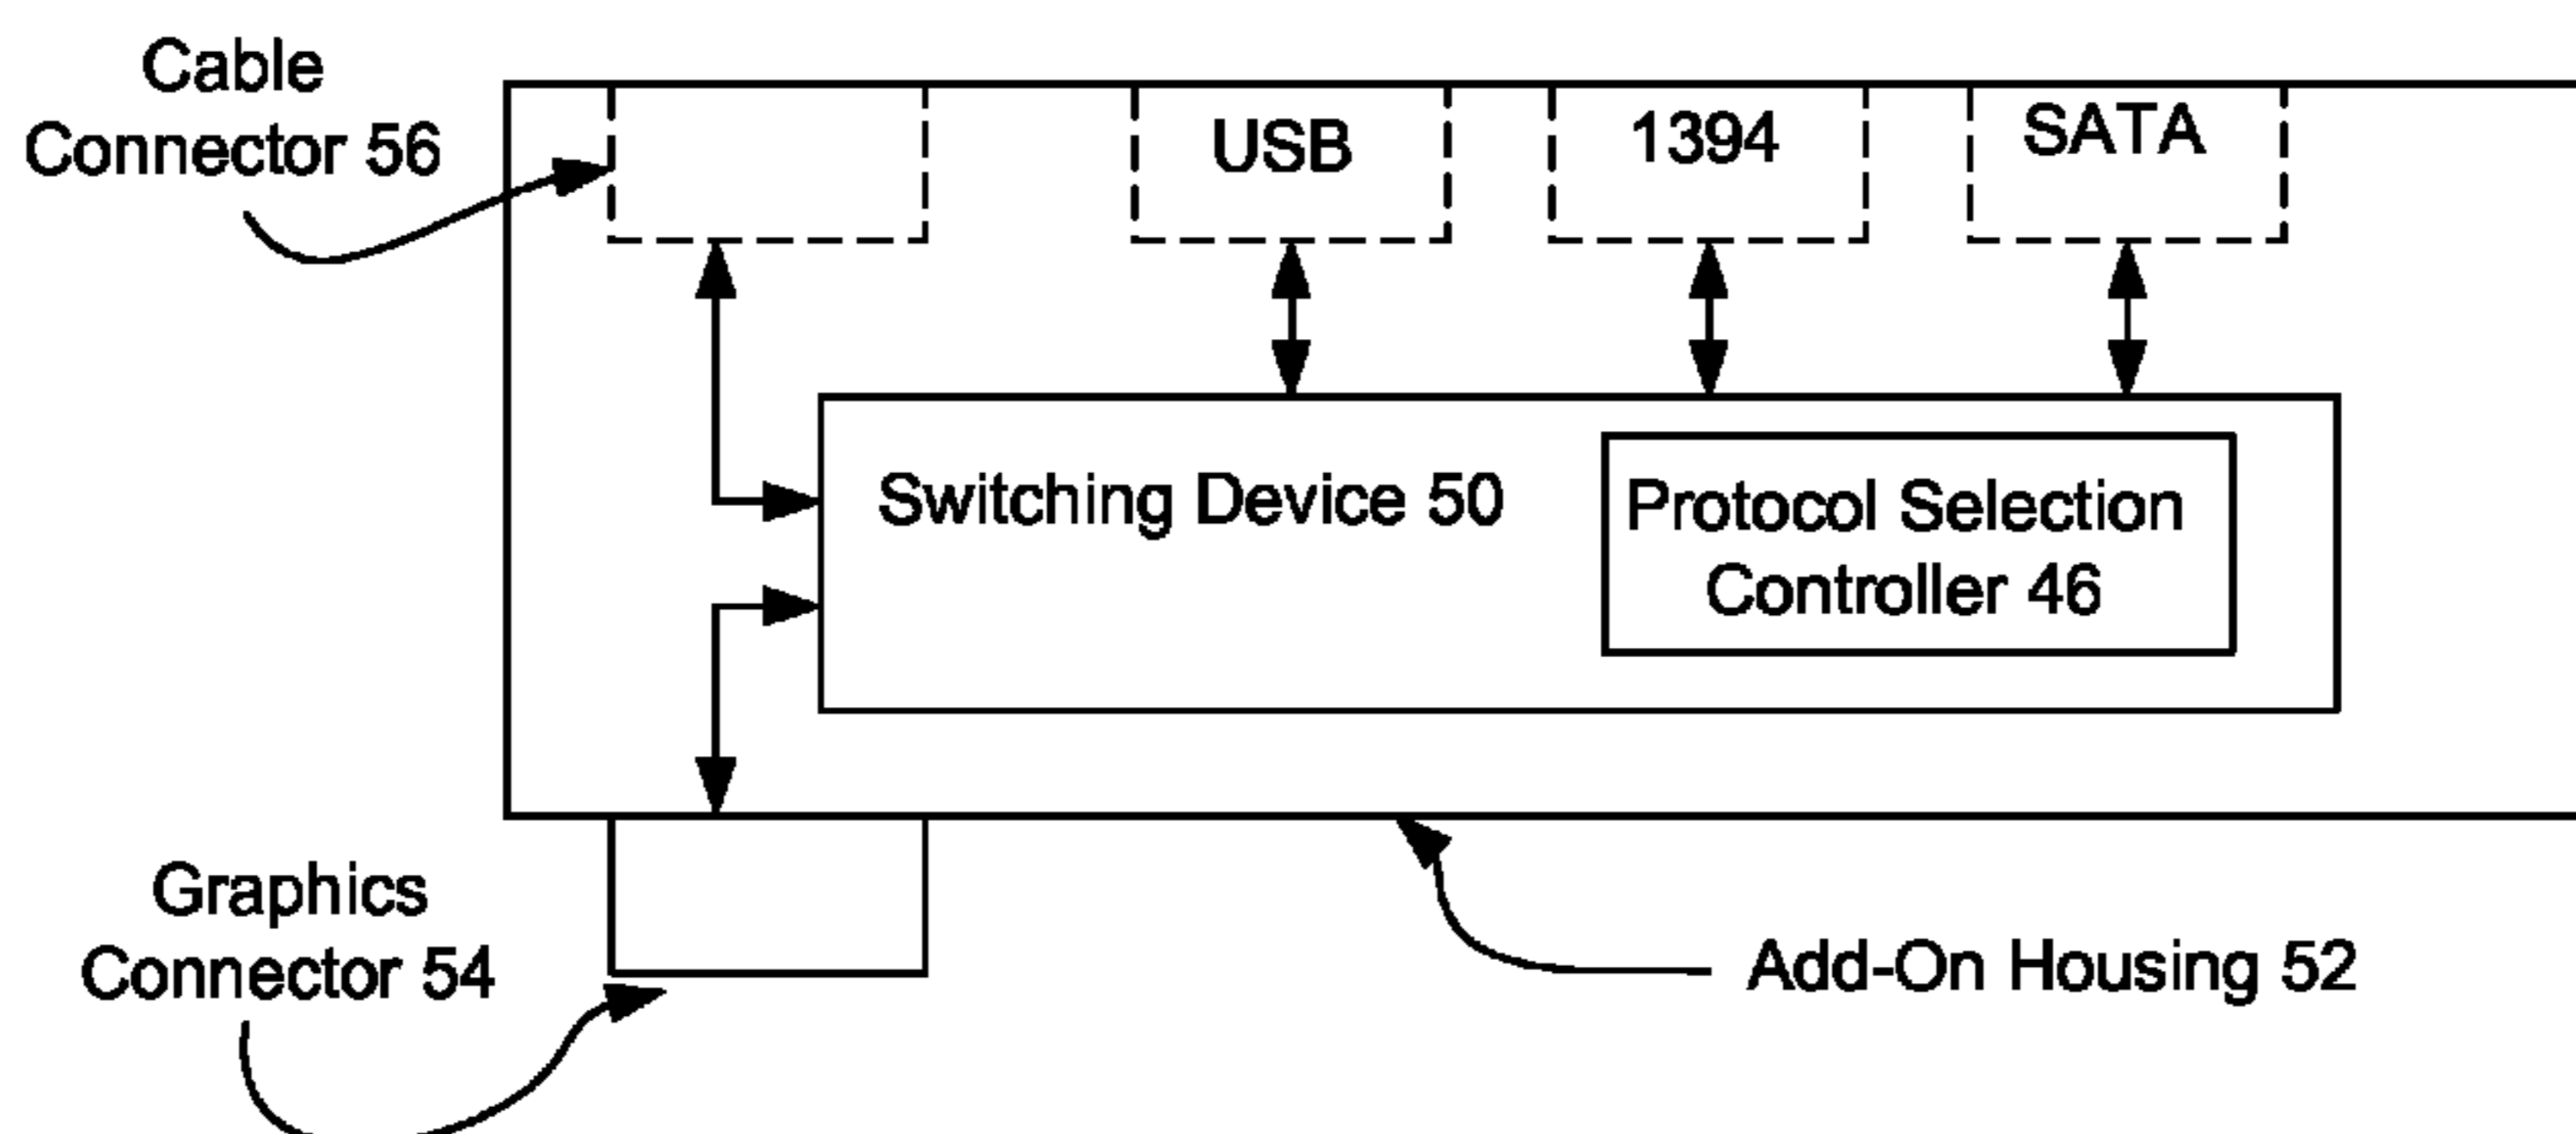 Cable
Connector 56
USB
1394
SATA
Switching Device 50
Protocol Selection
Controller 46
Graphics
Connector 54
Add-On Housing 52